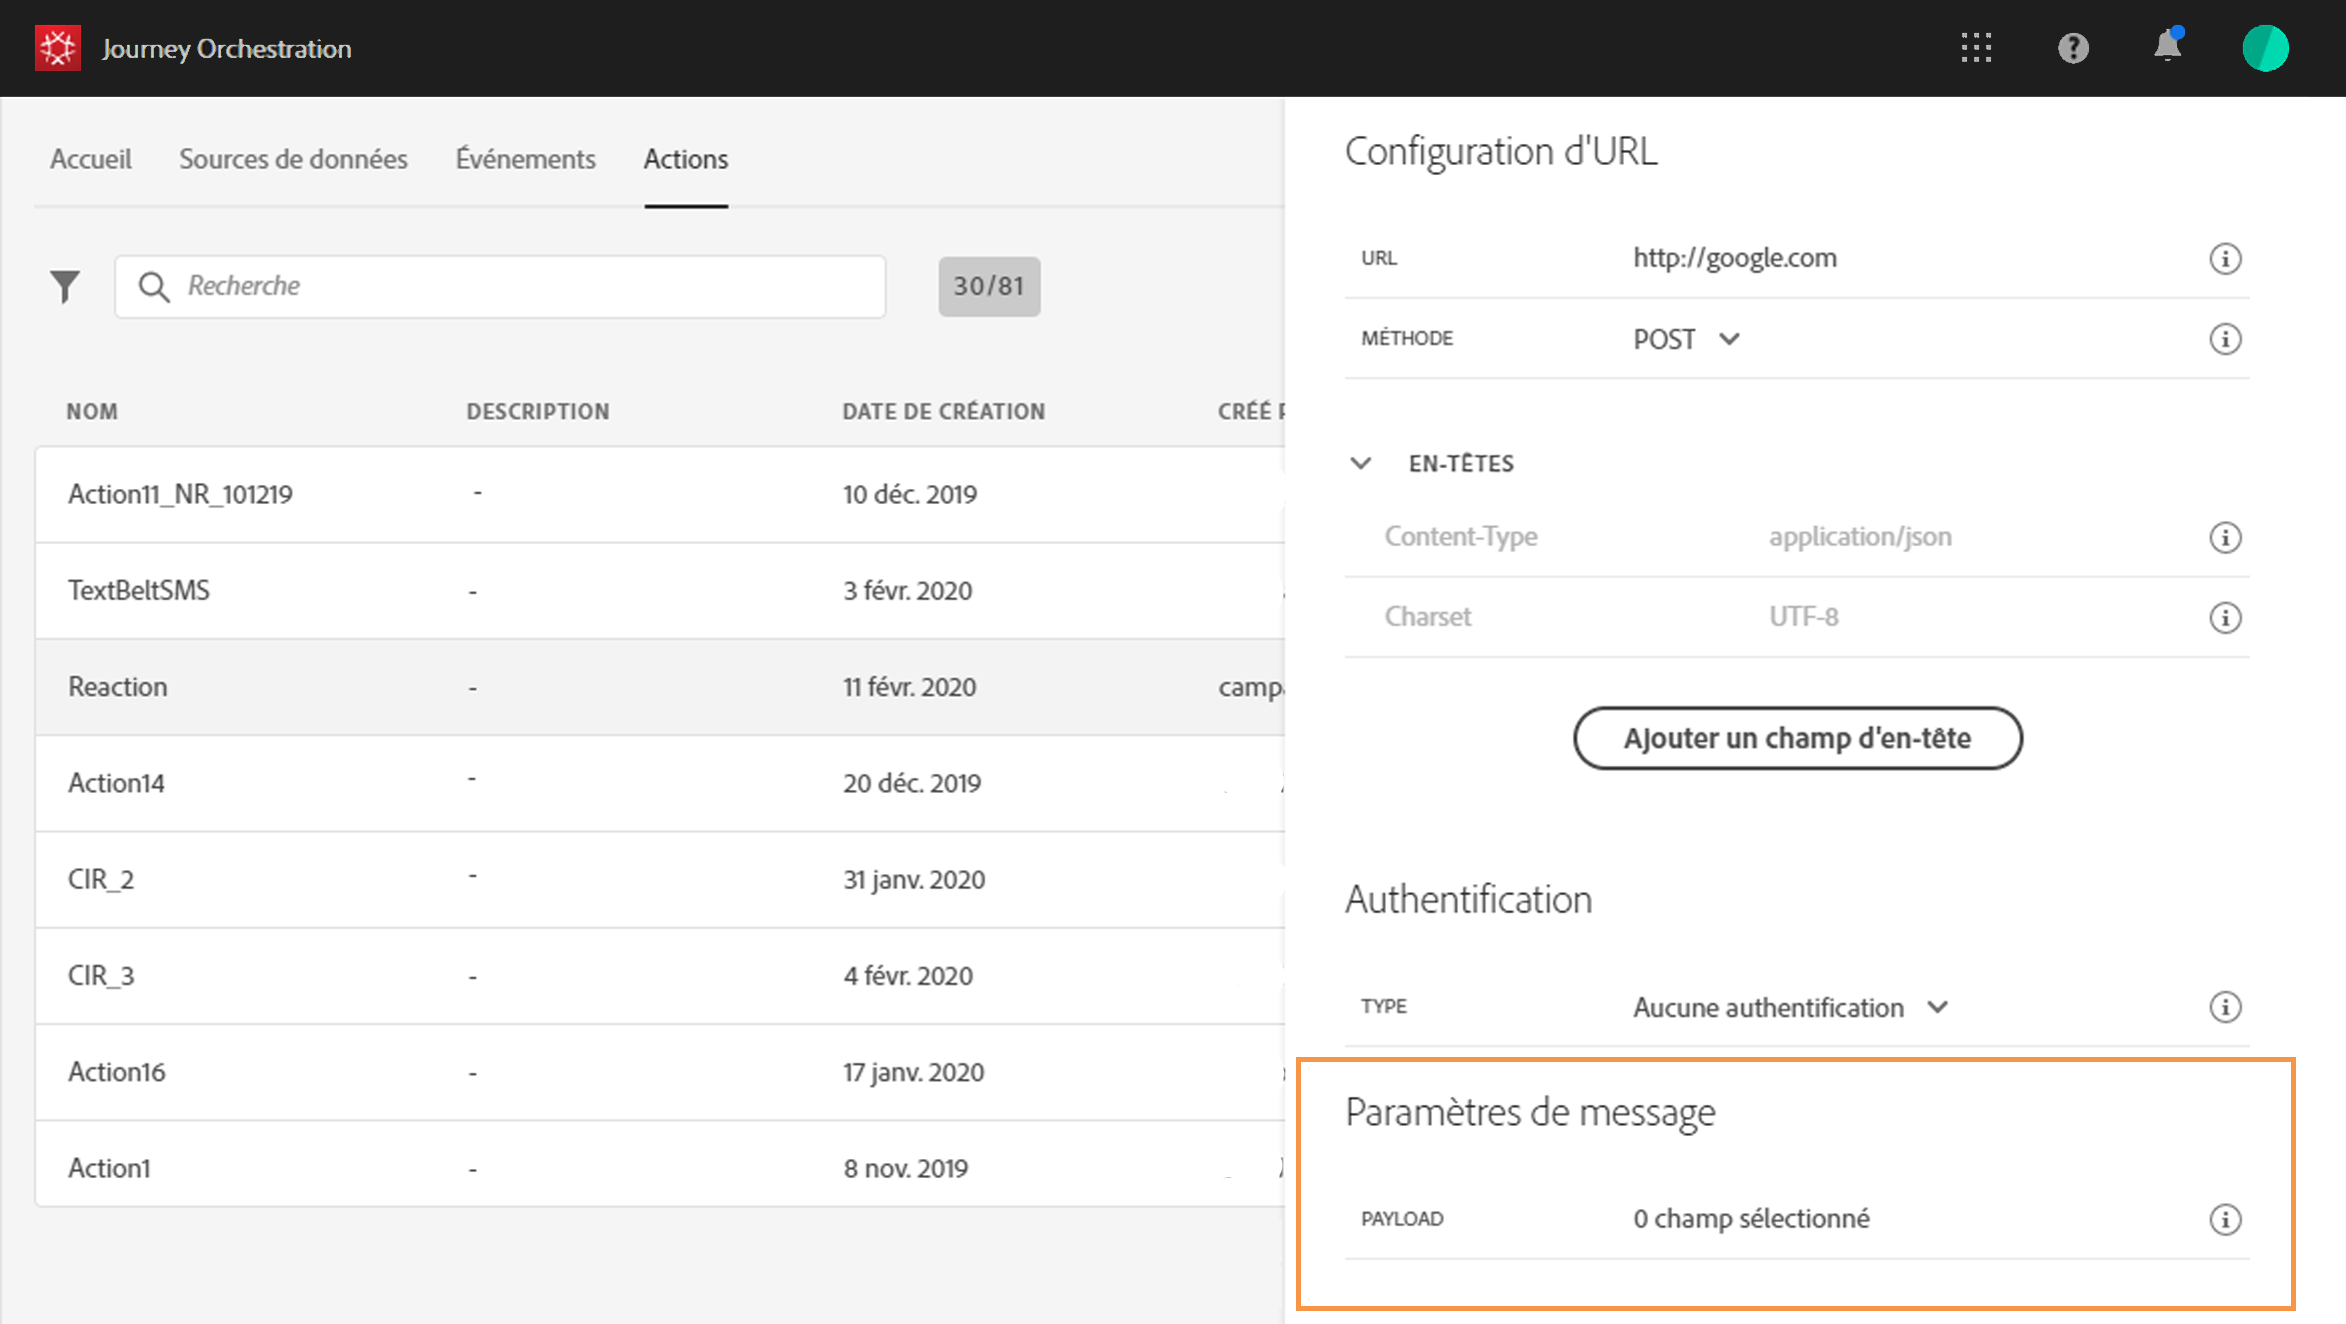 Journey Orchestration
Accueil Sources de données Événements Actions
Recherche 30/81
NOM DESCRIPTION DATE DE CRÉATION CRÉÉ
Action11_NR_101219 - 10 déc. 2019
TextBeltSMS - 3 févr. 2020
Reaction - 11 févr. 2020 campa
Action14 - 20 déc. 2019
CIR_2 - 31 janv. 2020
CIR_3 - 4 févr. 2020
Action16 - 17 janv. 2020
Action1 - 8 nov. 2019
Configuration d'URL
URL http://google.com
MÉTHODE POST
EN-TÊTES
Content-Type application/json
Charset UTF-8
Ajouter un champ d'en-tête
Authentification
TYPE Aucune authentification
Paramètres de message
PAYLOAD 0 champ sélectionné